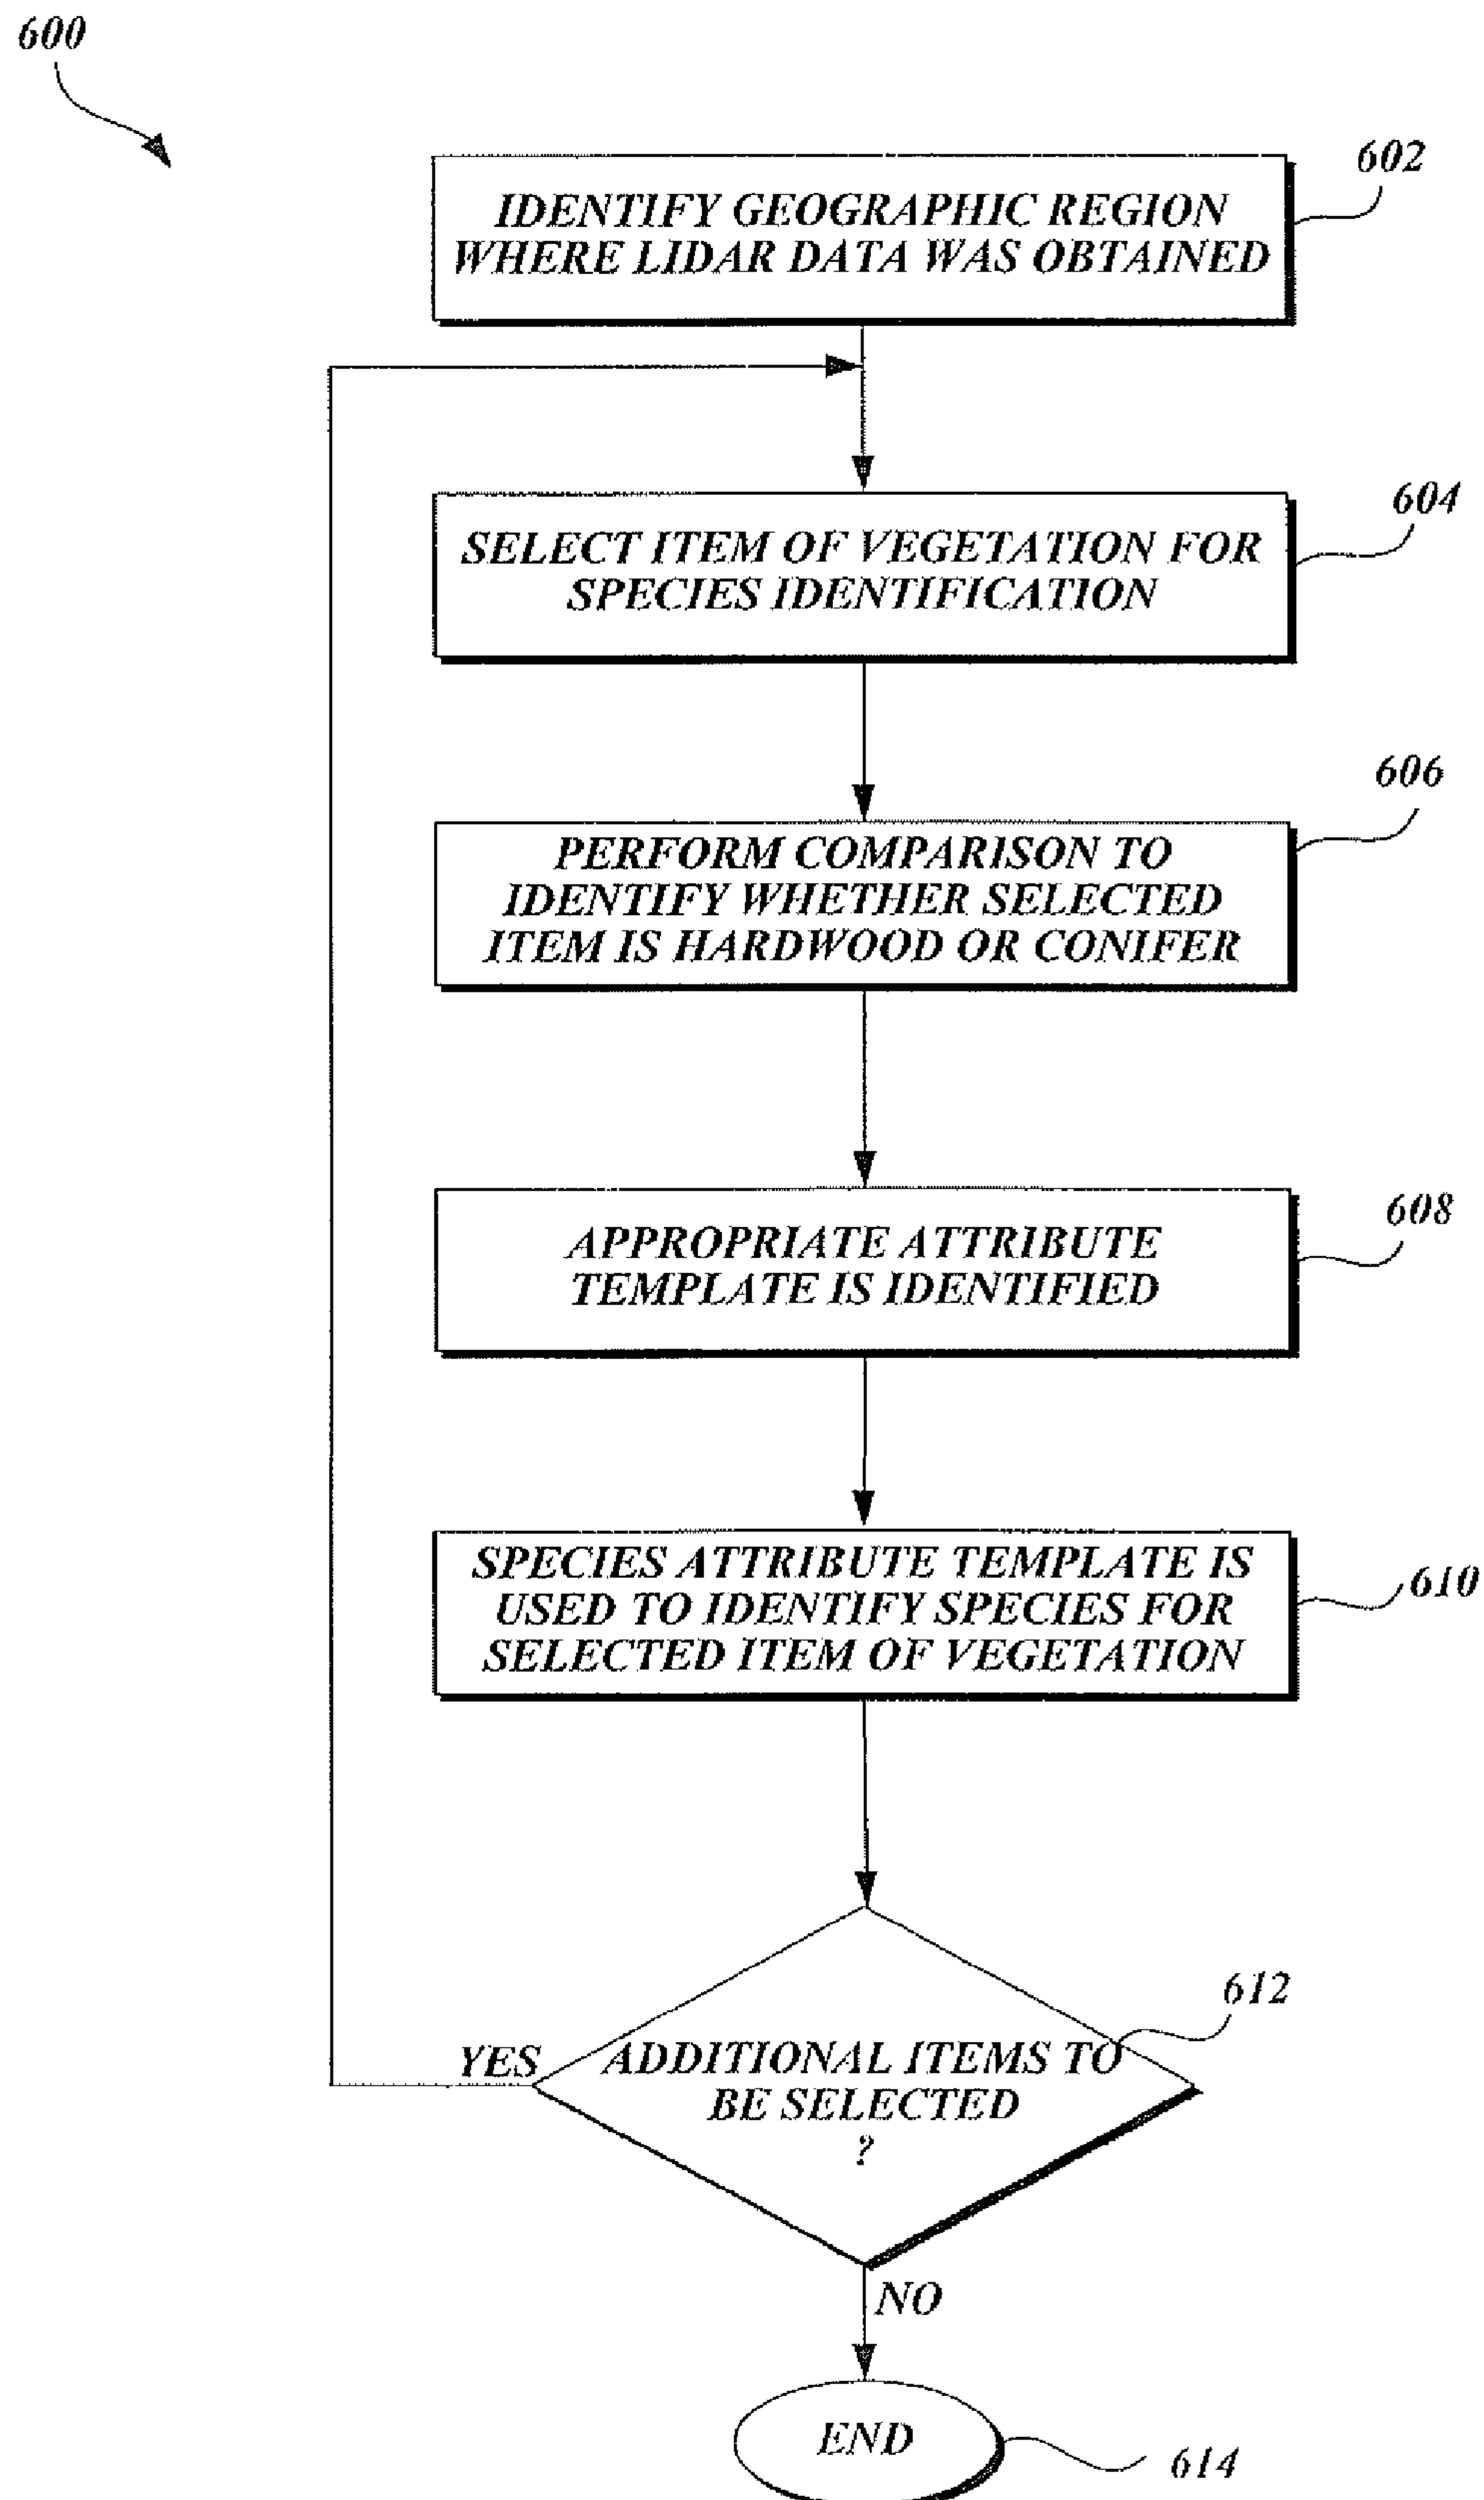 600
602
IDENTIFY GEOGRAPHIC REGION
WHERE LIDAR DATA WAS OBTAINED
604
SELECT ITEM OF VEGETATION FOR
SPECIES IDENTIFICATION
606
PERFORM COMPARISON TO
IDENTIFY WHETHER SELECTED
ITEM IS HARDWOOD OR CONIFER
608
APPROPRIATE ATTRIBUTE
TEMPLATE IS IDENTIFIED
610
SPECIES ATTRIBUTE TEMPLATE IS
USED TO IDENTIFY SPECIES FOR
SELECTED ITEM OF VEGETATION
612
YES
ADDITIONAL ITEMS TO
BE SELECTED
?
NO
END
614